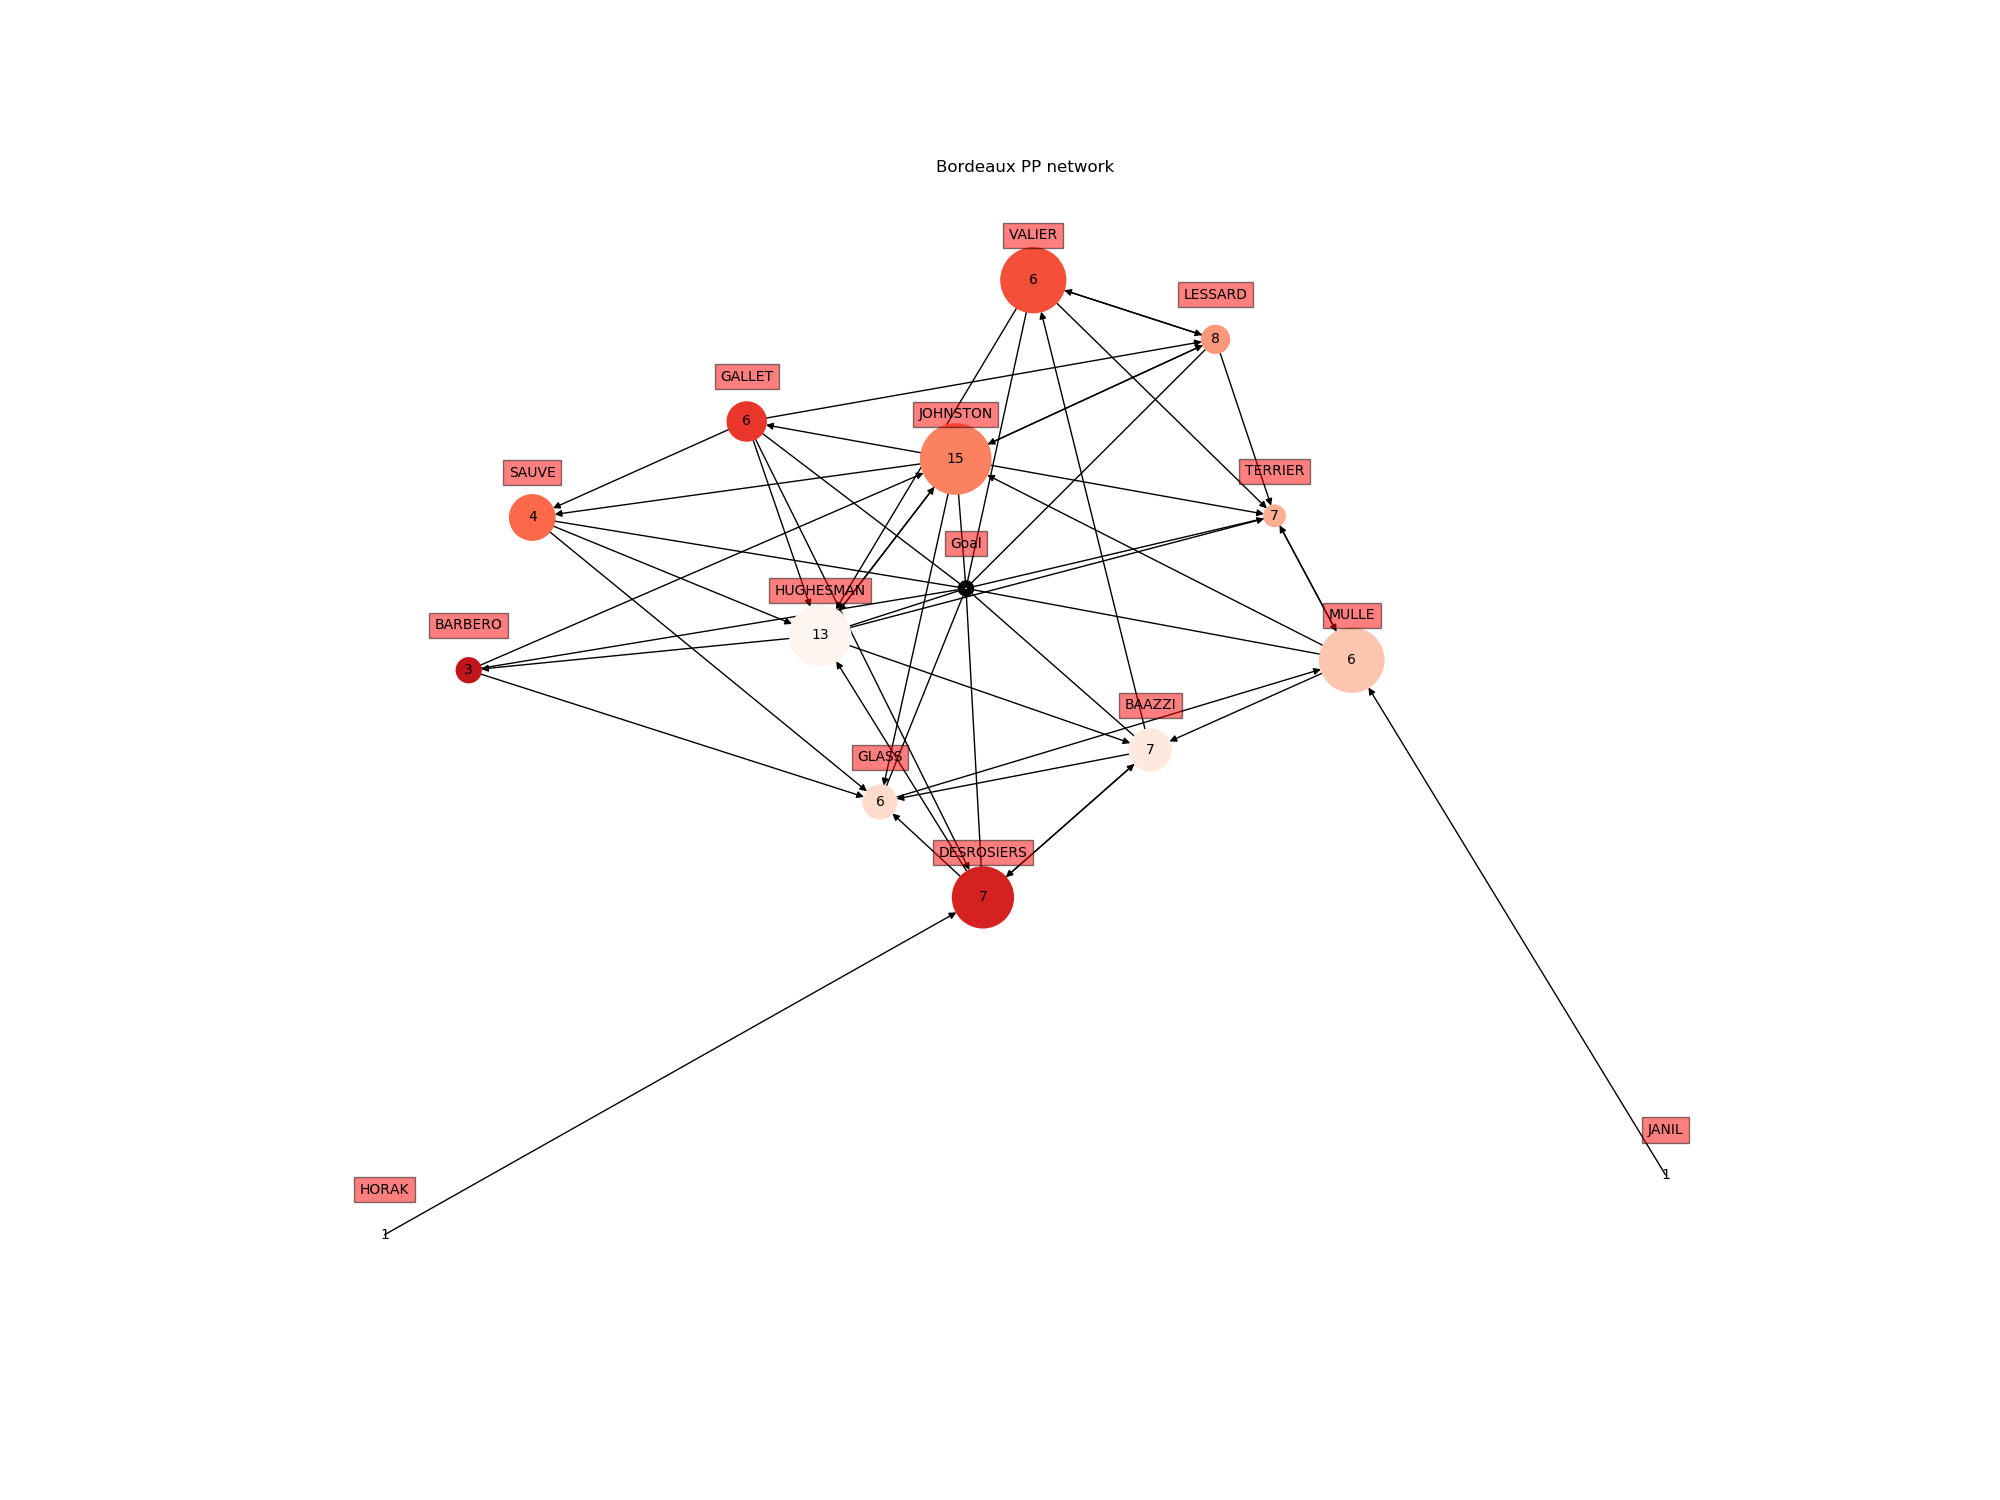 Bordeaux PP network
VALIER
6
LESSARD
8
GALLET
6
JOHNSTON
15
SAUVE
4
TERRIER
7
Goal
HUGHESMAN
13
BARBERO
3
MULLE
6
BAAZZI
7
GLASS
6
DESROSIERS
7
JANIL
1
HORAK
1